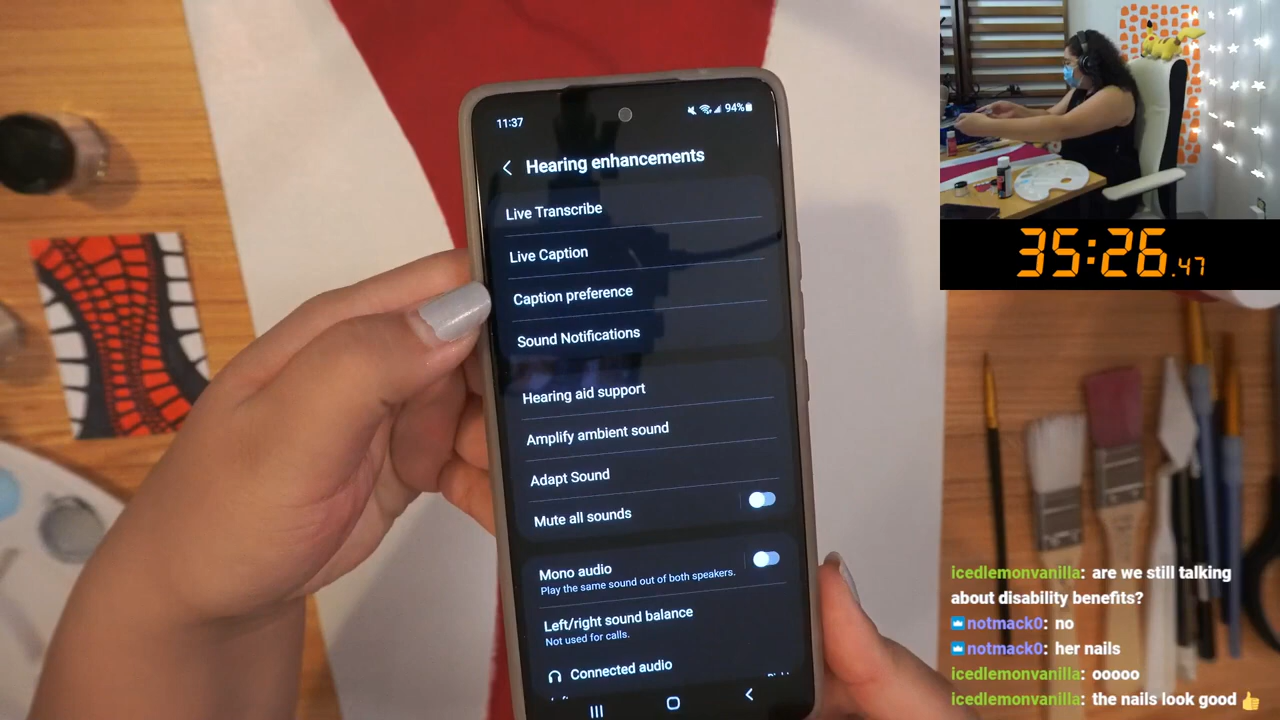 11:37
94%
Hearing enhancements
Live Transcribe
Live Caption
Caption preference
Sound Notifications
Hearing aid support
Amplify ambient sound
Adapt Sound
Mute all sounds
Mono audio
Play the same sound out of both speakers.
Left/right sound balance
Not used for calls.
Connected audio
35:26.47
icedlemonvanilla: are we still talking
about disability benefits?
notmack0: no
notmack0: her nails
icedlemonvanilla: ooooo
icedlemonvanilla: the nails look good 👍